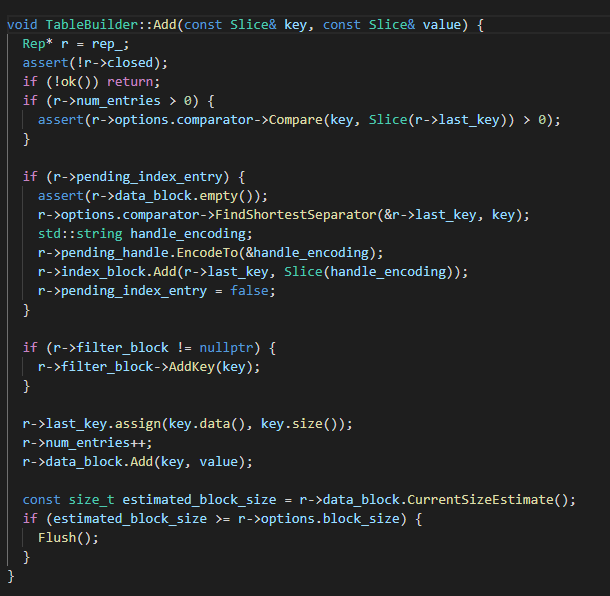 void TableBuilder::Add(const Slice& key, const Slice& value) {
  Rep* r = rep_;
  assert(!r->closed);
  if (!ok()) return;
  if (r->num_entries > 0) {
    assert(r->options.comparator->Compare(key, Slice(r->last_key)) > 0);
  }

  if (r->pending_index_entry) {
    assert(r->data_block.empty());
    r->options.comparator->FindShortestSeparator(&r->last_key, key);
    std::string handle_encoding;
    r->pending_handle.EncodeTo(&handle_encoding);
    r->index_block.Add(r->last_key, Slice(handle_encoding));
    r->pending_index_entry = false;
  }

  if (r->filter_block != nullptr) {
    r->filter_block->AddKey(key);
  }

  r->last_key.assign(key.data(), key.size());
  r->num_entries++;
  r->data_block.Add(key, value);

  const size_t estimated_block_size = r->data_block.CurrentSizeEstimate();
  if (estimated_block_size >= r->options.block_size) {
    Flush();
  }
}